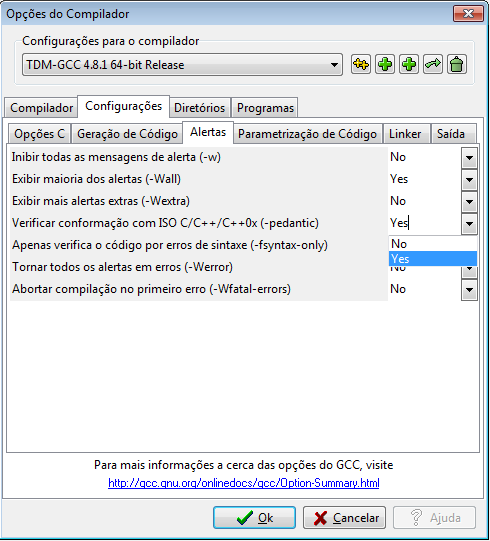 Opções do Compilador
Configurações para o compilador
TDM-GCC 4.8.1 64-bit Release
Compilador Configurações Diretórios Programas
Opções C Geração de Código Alertas Parametrização de Código Linker Saída
Inibir todas as mensagens de alerta (-w) No
Exibir maioria dos alertas (-Wall) Yes
Exibir mais alertas extras (-Wextra) No
Verificar conformação com ISO C/C++/C++0x (-pedantic) Yes
Apenas verifica o código por erros de sintaxe (-fsyntax-only) No
Yes
Tornar todos os alertas em erros (-Werror) No
Abortar compilação no primeiro erro (-Wfatal-errors) No
Para mais informações a cerca das opções do GCC, visite
http://gcc.gnu.org/onlinedocs/gcc/Option-Summary.html
Ok Cancelar ? Ajuda